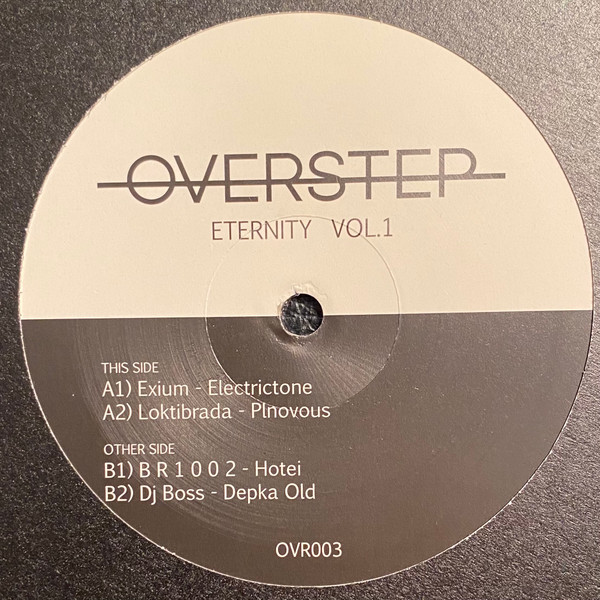 OVERSTEP
ETERNITY VOL.1
THIS SIDE
A1) Exium - Electrictone
A2) Loktibrada - Plnovous
OTHER SIDE
B1) B R 1 0 0 2 - Hotei
B2) Dj Boss - Depka Old
OVR003